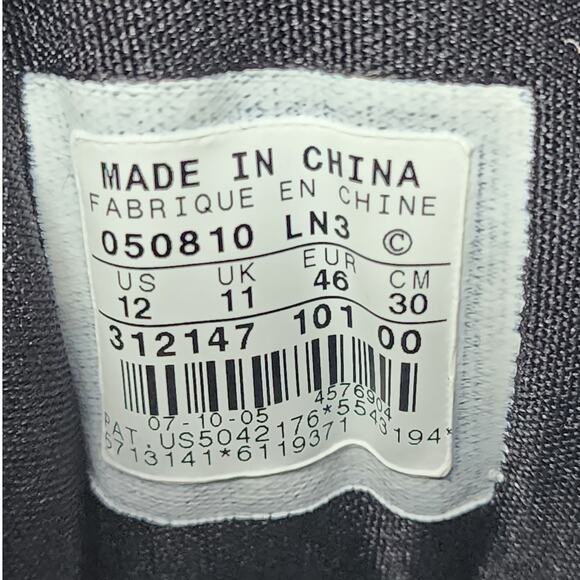 MADE IN CHINA
FABRIQUE EN CHINE
050810 LN3 ©
US UK EUR CM
12 11 46 30
312147 101 00
07-10-05 4576904
PAT. US5042176*5543194*
5713141*6119371